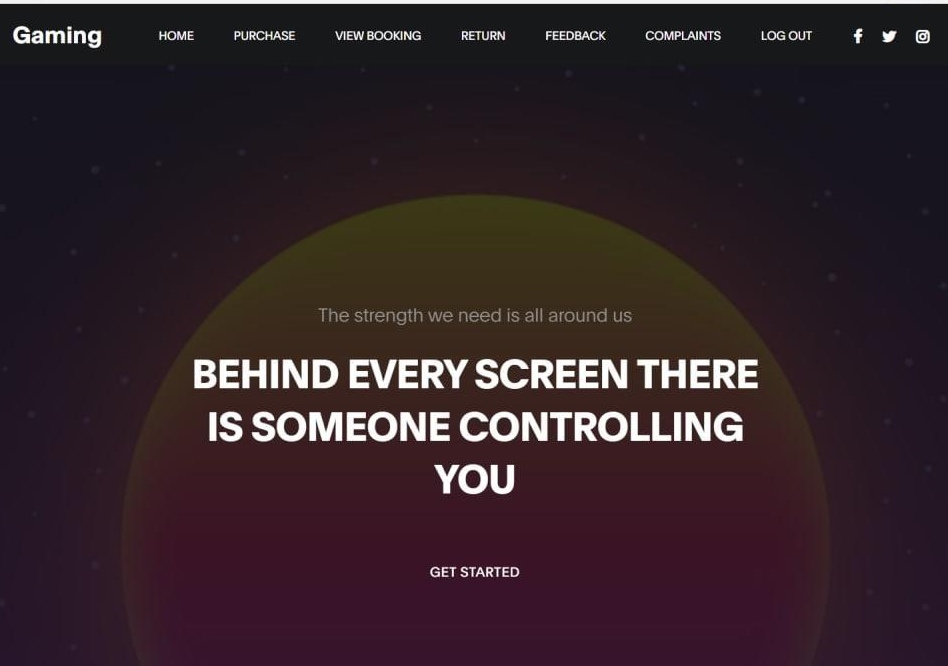 Gaming HOME PURCHASE VIEW BOOKING RETURN FEEDBACK COMPLAINTS LOG OUT
The strength we need is all around us
BEHIND EVERY SCREEN THERE
IS SOMEONE CONTROLLING
YOU
GET STARTED